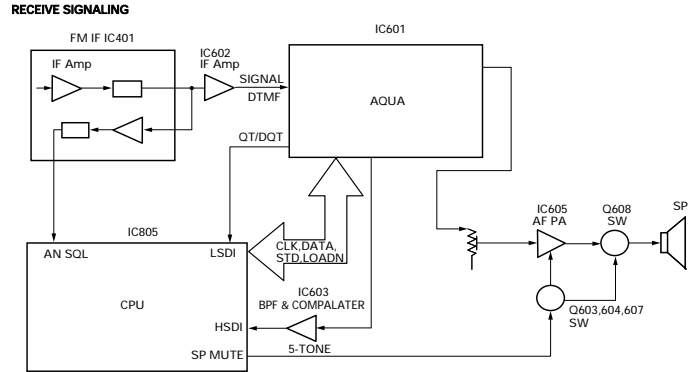 RECEIVE SIGNALING
IC601
FM IF IC401
IC602
IF Amp
IF Amp
SIGNAL
DTMF
AQUA
QT/DQT
IC605
AF PA
Q608
SW
SP
IC805
AN SQL
LSDI
CLK,DATA,
STD,LOADN
CPU
IC603
BPF & COMPALATER
Q603,604,607
SW
HSDI
5-TONE
SP MUTE